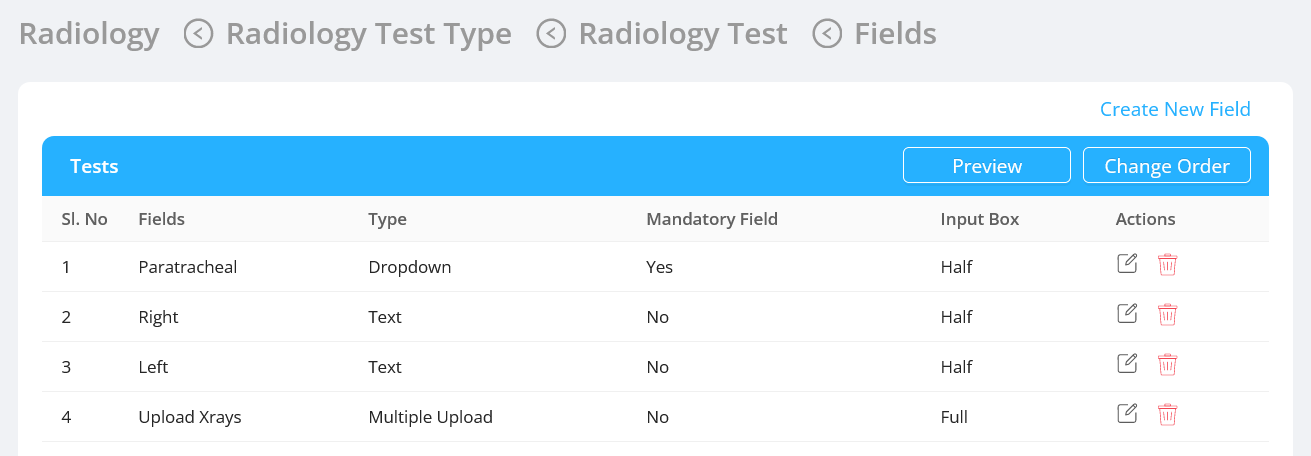 Radiology Radiology Test Type Radiology Test Fields
Create New Field
Tests Preview Change Order
Sl. No Fields Type Mandatory Field Input Box Actions
1 Paratracheal Dropdown Yes Half
2 Right Text No Half
3 Left Text No Half
4 Upload Xrays Multiple Upload No Full